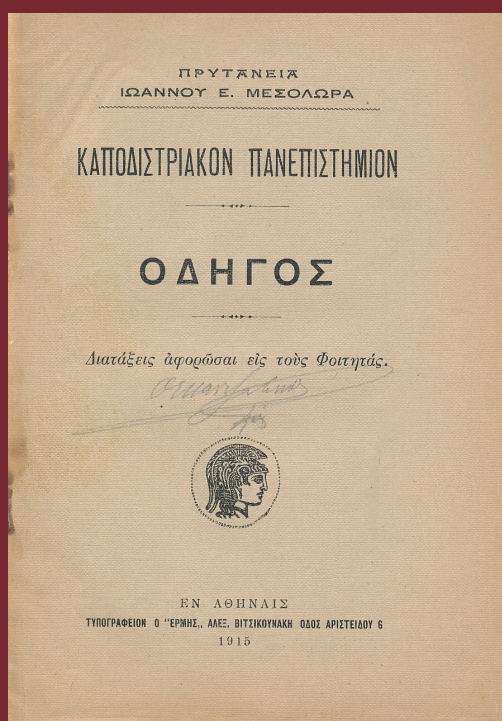 ΠΡΥΤΑΝΕΙΑ
ΙΩΑΝΝΟΥ Ε. ΜΕΣΟΛΩΡΑ
ΚΑΠΟΔΙΣΤΡΙΑΚΟΝ ΠΑΝΕΠΙΣΤΗΜΙΟΝ
ΟΔΗΓΟΣ
Διατάξεις ἀφορῶσαι εἰς τοὺς Φοιτητάς.
ΕΝ ΑΘΗΝΑΙΣ
ΤΥΠΟΓΡΑΦΕΙΟΝ Ο "ΕΡΜΗΣ„ ΑΛΕΞ. ΒΙΤΣΙΚΟΥΝΑΚΗ ΟΔΟΣ ΑΡΙΣΤΕΙΔΟΥ 6
1915